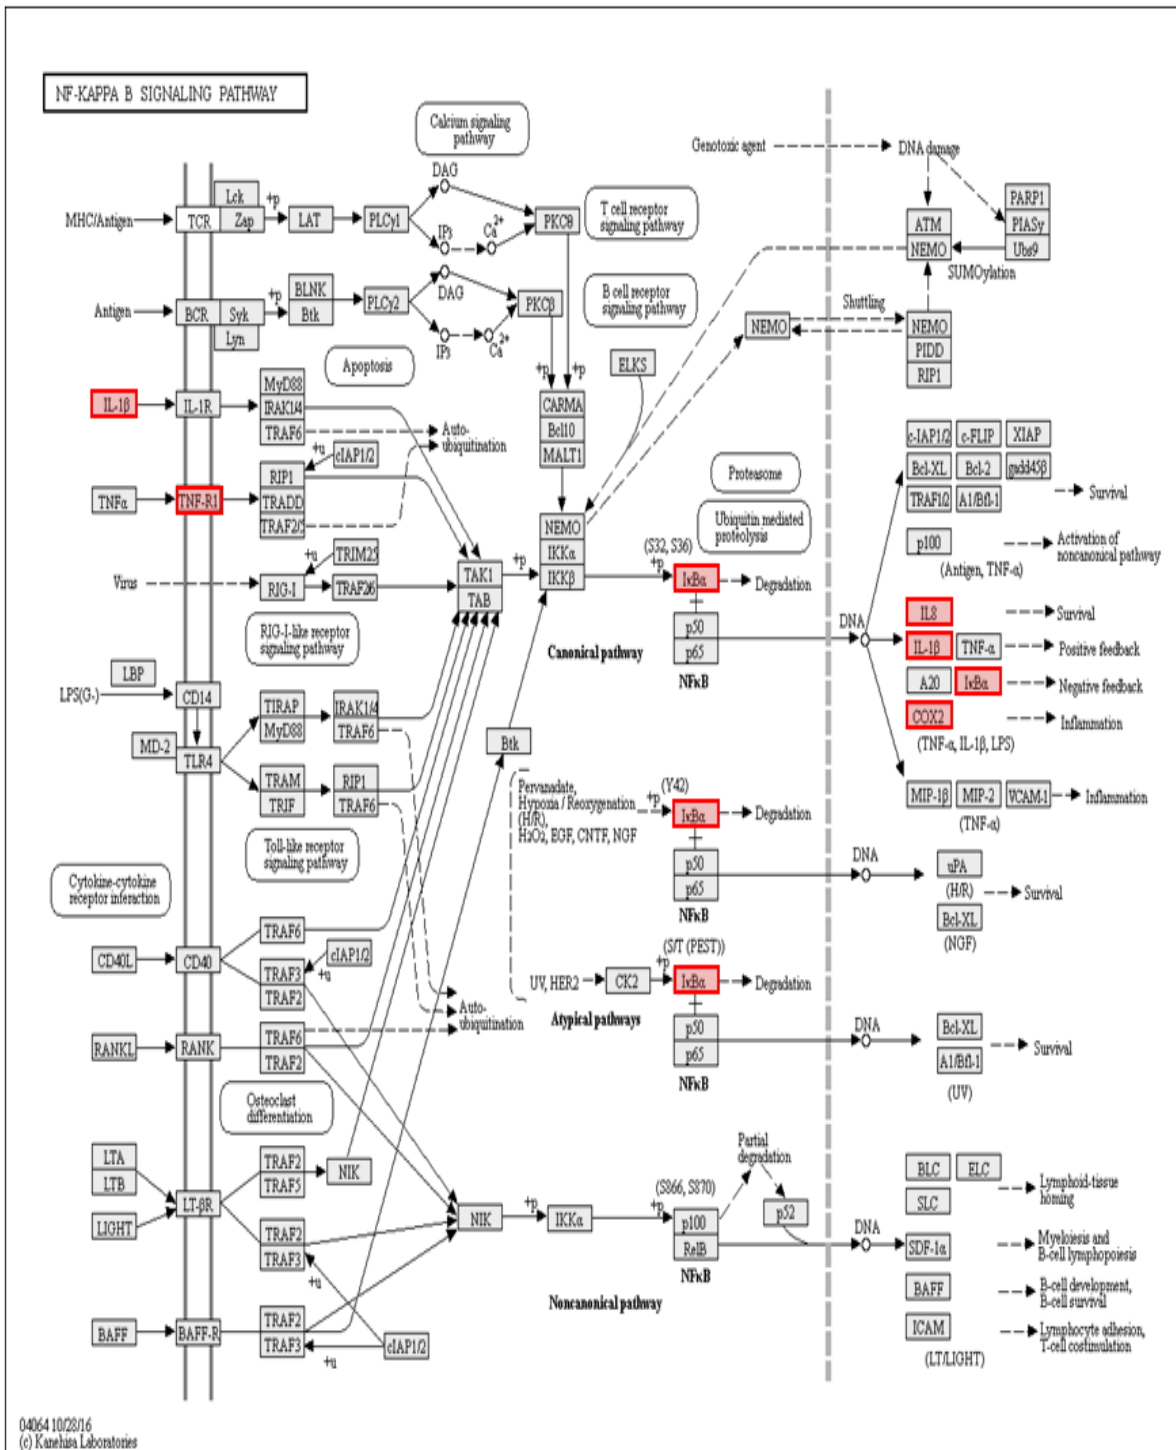 NF-KAPPA B SIGNALING PATHWAY
Calcium signaling
pathway
Genotoxic agent
DNA damage
DAG
MHC/Antigen
TCR
Lck
Zap
+p
LAT
PLCγ1
IP3
Ca2+
PKCθ
T cell receptor
signaling pathway
ATM
NEMO
PARP1
PIASy
Ubs9
SUMOylation
Antigen
BCR
Syk
Lyn
+p
BLNK
Btk
PLCγ2
DAG
IP3
Ca2+
PKCβ
B cell receptor
signaling pathway
Shuttling
NEMO
NEMO
PIDD
RIP1
Apoptosis
+p
+p
ELKS
IL-1β
IL-1R
MyD88
IRAK1/4
TRAF6
Auto-
ubiquitination
CARMA
Bcl10
MALT1
c-IAP1/2
c-FLIP
XIAP
Bcl-XL
Bcl-2
gadd45β
TRAF1/2
A1/Bfl-1
Survival
TNFα
TNF-R1
+u
cIAP1/2
RIP1
TRADD
TRAF2/5
Proteasome
Ubiquitin mediated
proteolysis
NEMO
IKKα
IKKβ
p100
Activation of
noncanonical pathway
(Antigen, TNF-α)
Virus
+u
TRIM25
RIG-I
TRAF2/6
TAK1
TAB
+p
(S32, S36)
+p
IκBα
Degradation
p50
p65
NFκB
Canonical pathway
DNA
IL8
Survival
IL-1β
TNF-α
Positive feedback
A20
IκBα
Negative feedback
COX2
Inflammation
(TNF-α, IL-1β, LPS)
RIG-I-like receptor
signaling pathway
LBP
LPS(G-)
CD14
MD-2
TLR4
TIRAP
MyD88
IRAK1/4
TRAF6
TRAM
TRIF
RIP1
TRAF6
Btk
MIP-1β
MIP-2
VCAM-1
Inflammation
(TNF-α)
Toll-like receptor
signaling pathway
Pervanadate,
Hypoxia / Reoxygenation
(H/R),
H2O2, EGF, CNTF, NGF
(Y42)
+p
IκBα
Degradation
p50
p65
NFκB
DNA
uPA
(H/R)
Bcl-XL
(NGF)
Survival
Cytokine-cytokine
receptor interaction
CD40L
CD40
TRAF6
TRAF3
TRAF2
cIAP1/2
+u
Auto-
ubiquitination
UV, HER2
CK2
(S/T (PEST))
+p
IκBα
Degradation
Atypical pathways
p50
p65
NFκB
DNA
Bcl-XL
A1/Bfl-1
(UV)
Survival
RANKL
RANK
TRAF6
TRAF2
Osteoclast
differentiation
LTA
LTB
LIGHT
LT-βR
TRAF2
TRAF5
NIK
TRAF2
TRAF3
+u
NIK
+p
IKKα
(S866, S870)
+p
p100
RelB
NFκB
Partial
degradation
p52
DNA
Noncanonical pathway
BLC
ELC
SLC
Lymphoid-tissue
homing
SDF-1α
Myeloiesis and
B-cell lymphopoiesis
BAFF
B-cell development,
B-cell survival
ICAM
Lymphocyte adhesion,
T-cell costimulation
(LT/LIGHT)
BAFF
BAFF-R
TRAF2
TRAF3
+u
cIAP1/2
04064 10/28/16
(c) Kanehisa Laboratories